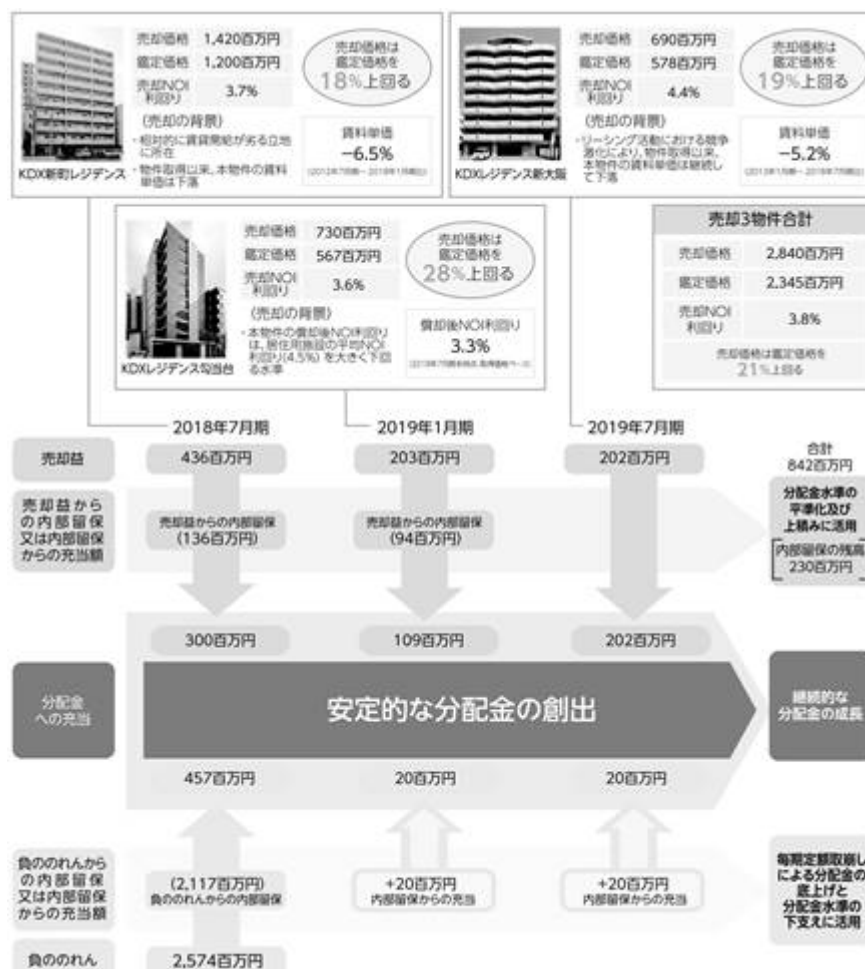 売却価格 1,420百万円
鑑定価格 1,200百万円
売却NOI
利回り
3.7%
売却価格は
鑑定価格を
18%上回る
(売却の背景)
・相対的に賃貸需給が劣る立地
に所在
・物件取得以来、本物件の賃料
単価は下落
賃料単価
−6.5%
KDX新町レジデンス
売却価格 690百万円
鑑定価格 578百万円
売却NOI
利回り
4.4%
売却価格は
鑑定価格を
19%上回る
(売却の背景)
・リーシング活動における競争
激化により、物件取得以来、
本物件の賃料単価は継続し
て下落
賃料単価
−5.2%
KDXレジデンス新大阪
売却価格 730百万円
鑑定価格 567百万円
売却NOI
利回り
3.6%
売却価格は
鑑定価格を
28%上回る
(売却の背景)
・本物件の償却後NOI利回り
は、居住用施設の平均NOI
利回り(4.5%)を大きく下回
る水準
償却後NOI利回り
3.3%
KDXレジデンス勾当台
売却3物件合計
売却価格 2,840百万円
鑑定価格 2,345百万円
売却NOI
利回り
3.8%
売却価格は鑑定価格を
21%上回る
2018年7月期 2019年1月期 2019年7月期
売却益 436百万円 203百万円 202百万円
合計
842百万円
売却益から
の内部留保
又は内部留保
からの充当額
売却益からの内部留保
(136百万円)
売却益からの内部留保
(94百万円)
分配金水準の
平準化及び
上積みに活用
内部留保の残高
230百万円
300百万円 109百万円 202百万円
分配金
への充当
安定的な分配金の創出
継続的な
分配金の成長
457百万円 20百万円 20百万円
負ののれんから
の内部留保
又は内部留保
からの充当額
(2,117百万円)
負ののれんからの内部留保
+20百万円
内部留保からの充当
+20百万円
内部留保からの充当
毎期定額取崩し
による分配金の
底上げと
分配金水準の
下支えに活用
負ののれん 2,574百万円